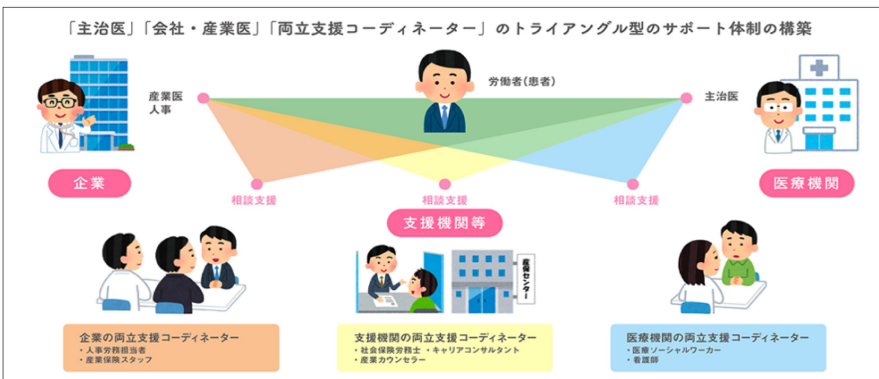 「主治医」「会社・産業医」「両立支援コーディネーター」のトライアングル型のサポート体制の構築
労働者(患者)
産業医
人事
主治医
企業
医療機関
相談支援
相談支援
相談支援
支援機関等
産保センター
企業の両立支援コーディネーター
・人事労務担当者
・産業保険スタッフ
支援機関の両立支援コーディネーター
・社会保険労務士 ・キャリアコンサルタント
・産業カウンセラー
医療機関の両立支援コーディネーター
・医療ソーシャルワーカー
・看護師